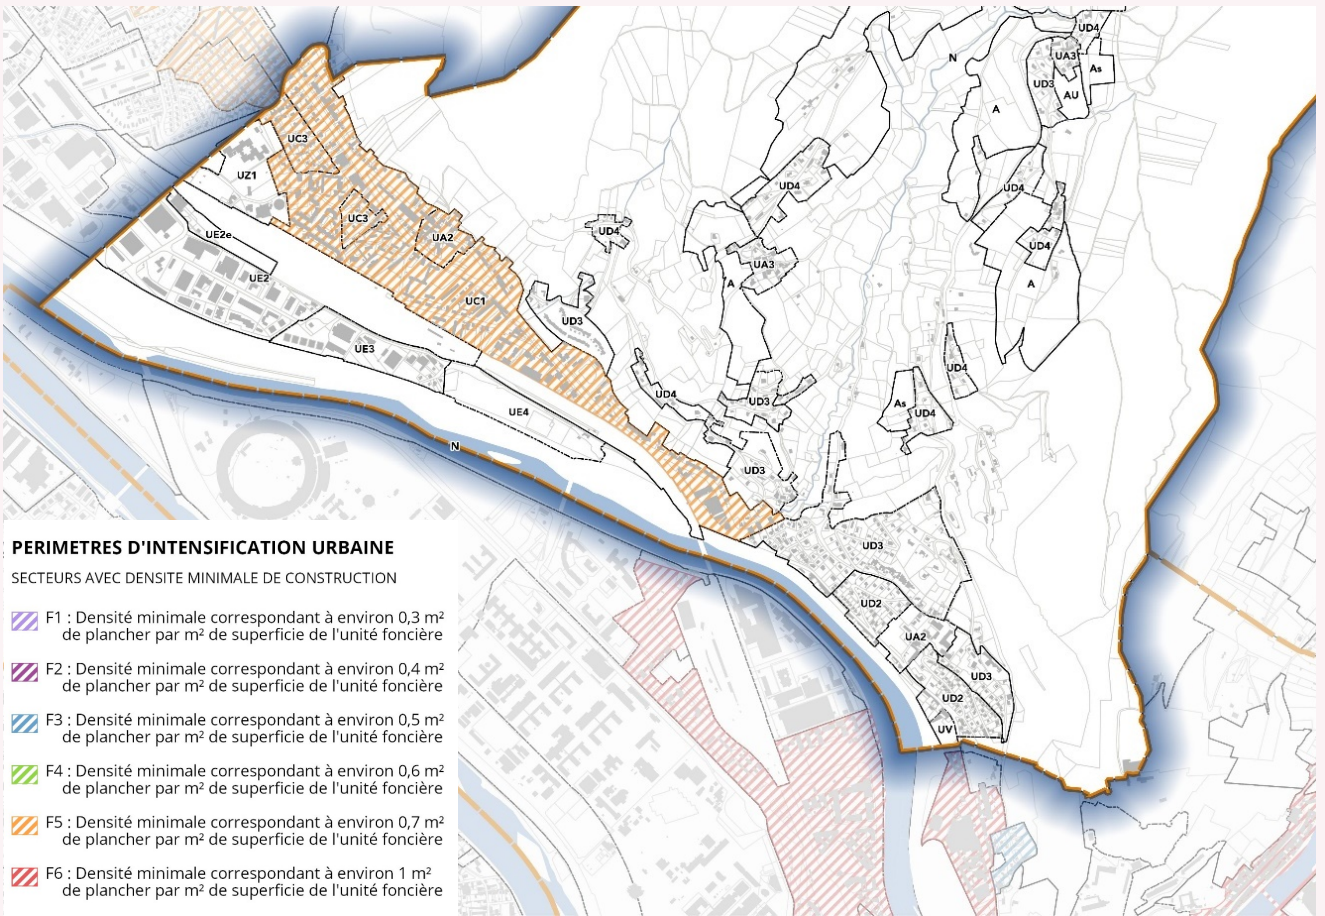 UD4
N
UA3
As
UD3
AU
A
UC3
UZ1
UD4
UD4
UC3
UE2e
UA2
UD4
UD4
UA3
UE2
A
A
UC1
UD3
UE3
UD4
UD4
UD3
As
UD4
UE4
N
UD3
UD3
UD2
UA2
UD3
UD2
UV
PERIMETRES D'INTENSIFICATION URBAINE
SECTEURS AVEC DENSITE MINIMALE DE CONSTRUCTION
F1 : Densité minimale correspondant à environ 0,3 m²
de plancher par m² de superficie de l'unité foncière
F2 : Densité minimale correspondant à environ 0,4 m²
de plancher par m² de superficie de l'unité foncière
F3 : Densité minimale correspondant à environ 0,5 m²
de plancher par m² de superficie de l'unité foncière
F4 : Densité minimale correspondant à environ 0,6 m²
de plancher par m² de superficie de l'unité foncière
F5 : Densité minimale correspondant à environ 0,7 m²
de plancher par m² de superficie de l'unité foncière
F6 : Densité minimale correspondant à environ 1 m²
de plancher par m² de superficie de l'unité foncière